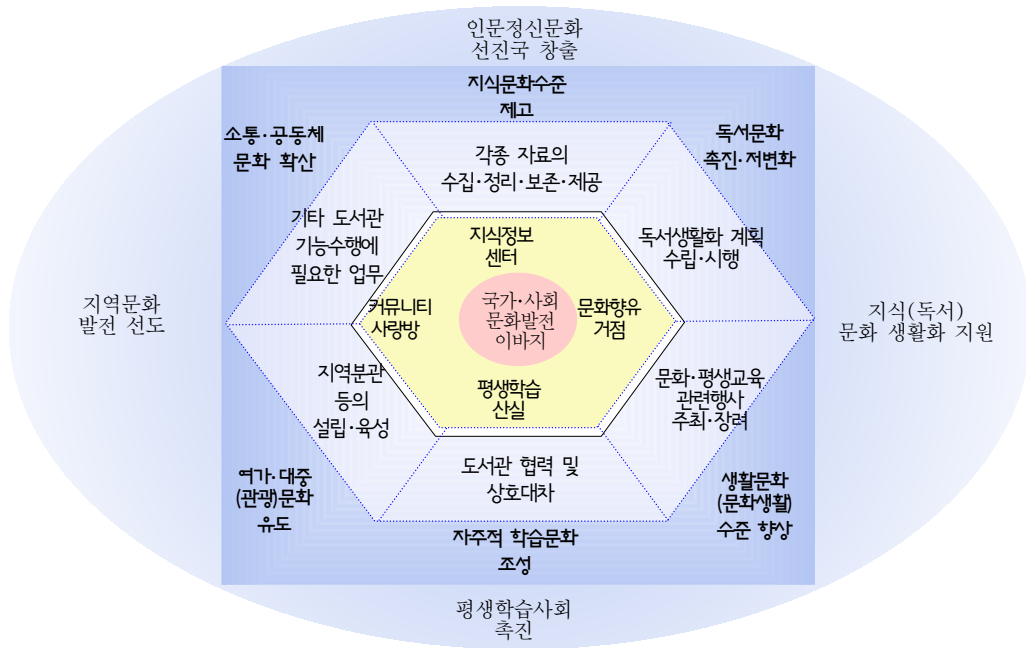 인문정신문화
선진국 창출
지식문화수준
제고
소통·공동체
문화 확산
독서문화
촉진·저변화
각종 자료의
수집·정리·보존·제공
기타 도서관
기능수행에
필요한 업무
지식정보
센터
독서생활화 계획
수립·시행
지역문화
발전 선도
커뮤니티
사랑방
국가·사회
문화발전
이바지
문화향유
거점
지식(독서)
문화 생활화 지원
지역분관
등의
설립·육성
평생학습
산실
문화·평생교육
관련행사
주최·장려
여가·대중
(관광)문화
유도
도서관 협력 및
상호대차
생활문화
(문화생활)
수준 향상
자주적 학습문화
조성
평생학습사회
촉진